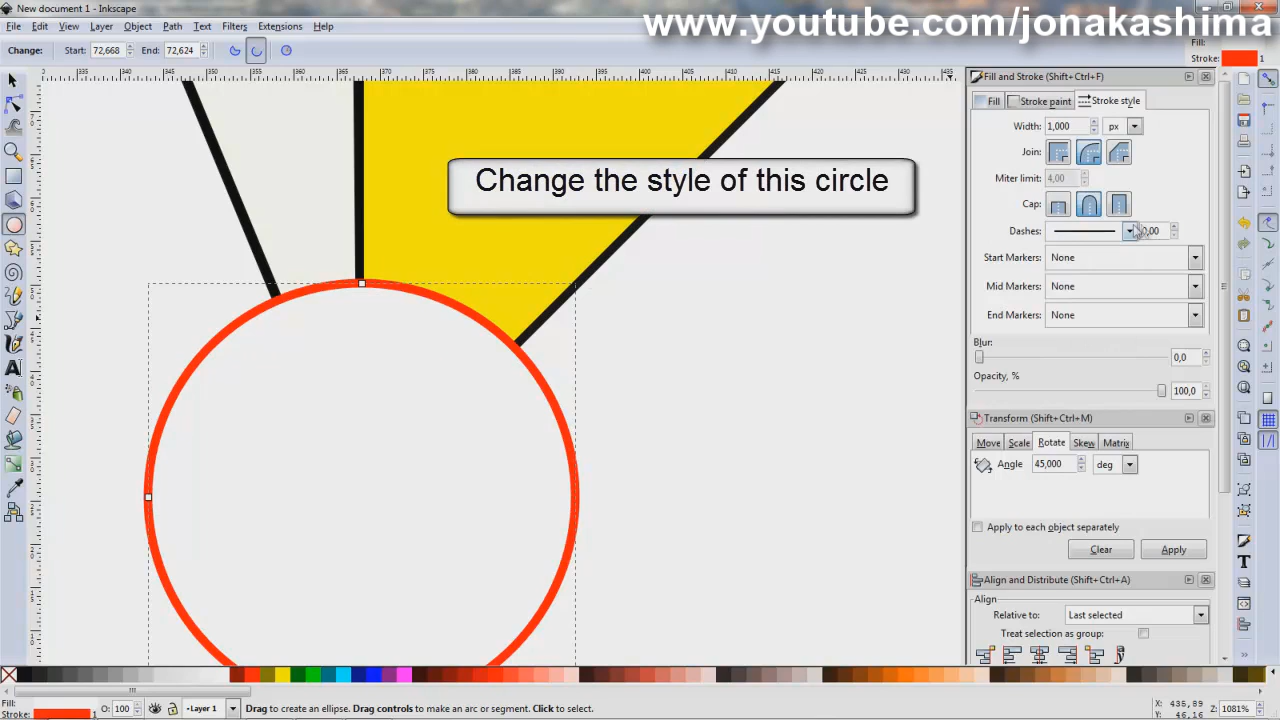 New document 1 - Inkscape
www.youtube.com/jonakashima
File Edit View Layer Object Path Text Filters Extensions Help
Change: Start: 72,668 End: 72,624
Fill:
Stroke: 1
Fill and Stroke (Shift+Ctrl+F)
Fill Stroke paint Stroke style
Width: 1,000 px
Join:
Miter limit: 4,00
Cap:
Dashes: 0,00
Start Markers: None
Mid Markers: None
End Markers: None
Blur:
0,0
Opacity, %
100,0
Change the style of this circle
Transform (Shift+Ctrl+M)
Move Scale Rotate Skew Matrix
Angle 45,000 deg
Apply to each object separately
Clear Apply
Align and Distribute (Shift+Ctrl+A)
Align
Relative to: Last selected
Treat selection as group:
Fill:
Stroke: 1
O: 100
-Layer 1
Drag to create an ellipse. Drag controls to make an arc or segment. Click to select.
X: 435,89
Y: 46,16
Z: 1081%